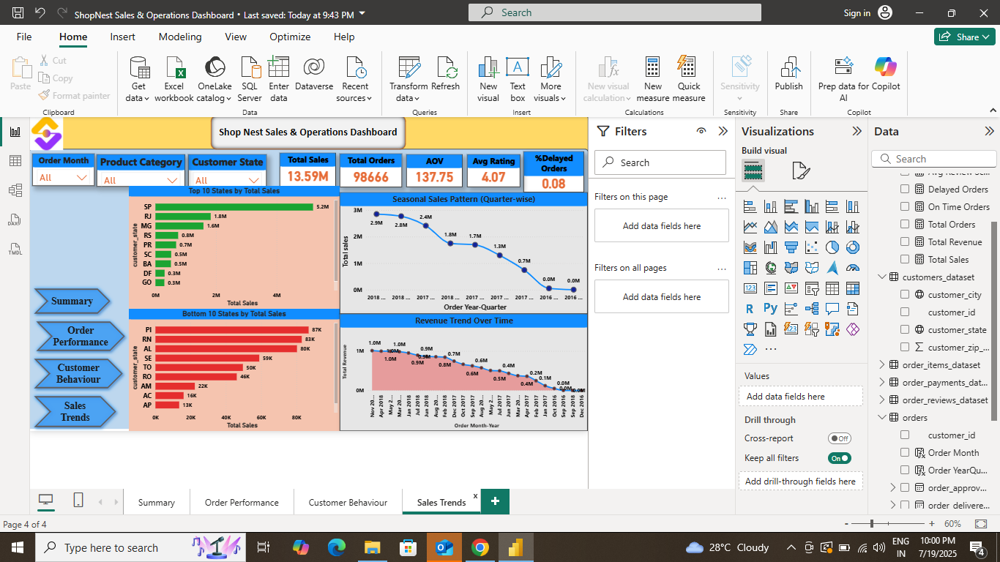 ShopNest Sales & Operations Dashboard • Last saved: Today at 9:43 PM
Search
Sign in
File
Home
Insert
Modeling
View
Optimize
Help
Share
Paste
Cut
Copy
Format painter
Clipboard
Get data
Excel workbook
OneLake catalog
SQL Server
Enter data
Dataverse
Recent sources
Data
Transform data
Refresh
Queries
New visual
Text box
More visuals
Insert
New visual calculation
New measure
Quick measure
Calculations
Sensitivity
Sensitivity
Publish
Share
Prep data for AI
Copilot
Copilot
Shop Nest Sales & Operations Dashboard
Order Month
All
Product Category
All
Customer State
All
Total Sales
13.59M
Total Orders
98666
AOV
137.75
Avg Rating
4.07
%Delayed
Orders
0.08
Summary
Order
Performance
Customer
Behaviour
Sales
Trends
Top 10 States by Total Sales
customer_state
SP 5.2M
RJ 1.8M
MG 1.6M
RS 0.8M
PR 0.7M
SC 0.5M
BA 0.5M
DF 0.3M
GO 0.3M
0M 2M 4M
Total Sales
Bottom 10 States by Total Sales
customer_state
PI 87K
RN 83K
AL 80K
SE 59K
TO 50K
RO 46K
AM 22K
AC 16K
AP 13K
0K 20K 40K 60K 80K
Total Sales
Seasonal Sales Pattern (Quarter-wise)
Total sales
3M
2M
1M
0M
2.9M 2.8M 2.4M 1.8M 1.7M 1.3M 0.7M 0.0M 0.0M
2018 ... 2018 ... 2017 ... 2018 ... 2017 ... 2017 ... 2017 ... 2016 ... 2016 ...
Order Year-Quarter
Revenue Trend Over Time
Total Revenue
1M
0M
1.0M 1.0M 1.0M 1.0M 0.9M 0.9M 0.9M 0.8M 0.7M 0.6M 0.6M 0.5M 0.4M 0.4M 0.2M 0.1M 0.0M 0.0M 0.0M
Nov 20... Apr 2018 May 2... Mar 20... Jan 2018 Jul 2018 Jun 2018 Aug 20... Feb 2018 Dec 2017 Oct 2017 Sep 2017 Aug 20... May 20... Jul 2017 Jun 2017 Mar 20... Apr 2017 Feb 2017 Jan 2017 Oct 2016 Sep 2016 Sep 2018 Dec 2016
Order Month-Year
Filters
Search
Filters on this page
...
Add data fields here
Filters on all pages
...
Add data fields here
Visualizations
Build visual
...
Values
Add data fields here
Drill through
Cross-report
Off
Keep all filters
On
Add drill-through fields here
Data
Search
Delayed Orders
On Time Orders
Total Orders
Total Revenue
Total Sales
customers_dataset
customer_city
customer_id
customer_state
customer_zip_...
order_items_dataset
order_payments_dat...
order_reviews_dataset
orders
customer_id
Order Month
Order YearQu...
order_approv...
order_delivere...
Summary
Order Performance
Customer Behaviour
Sales Trends
x
+
Page 4 of 4
- + 60%
Type here to search
28°C Cloudy
ENG
IN
10:00 PM
7/19/2025
4